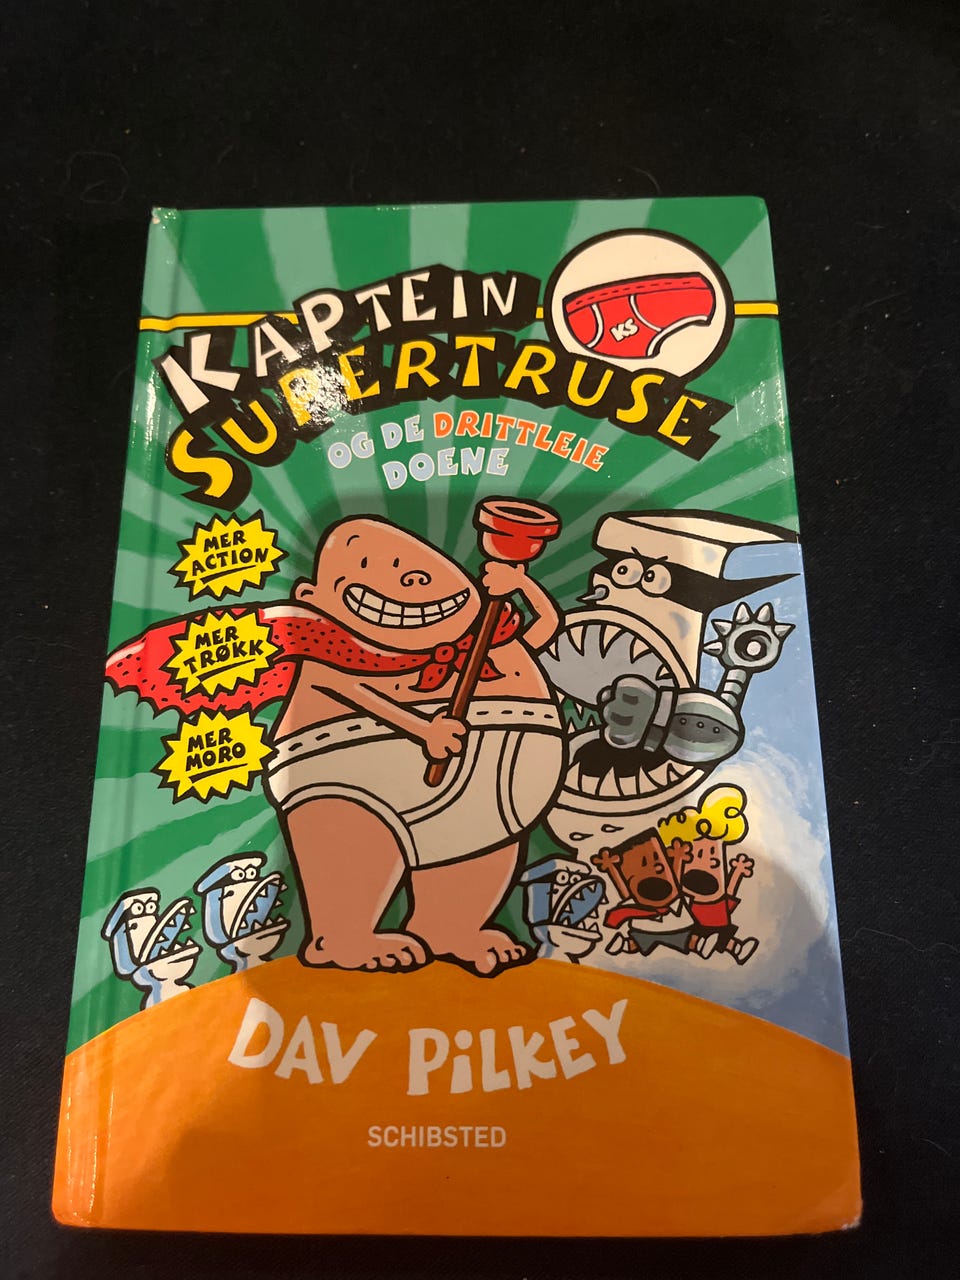 KAPTEIN
KS
SUPERTRUSE
OG DE DRITTLEIE
DOENE
MER
ACTION
MER
TRØKK
MER
MORO
DAV PiLKEY
SCHIBSTED